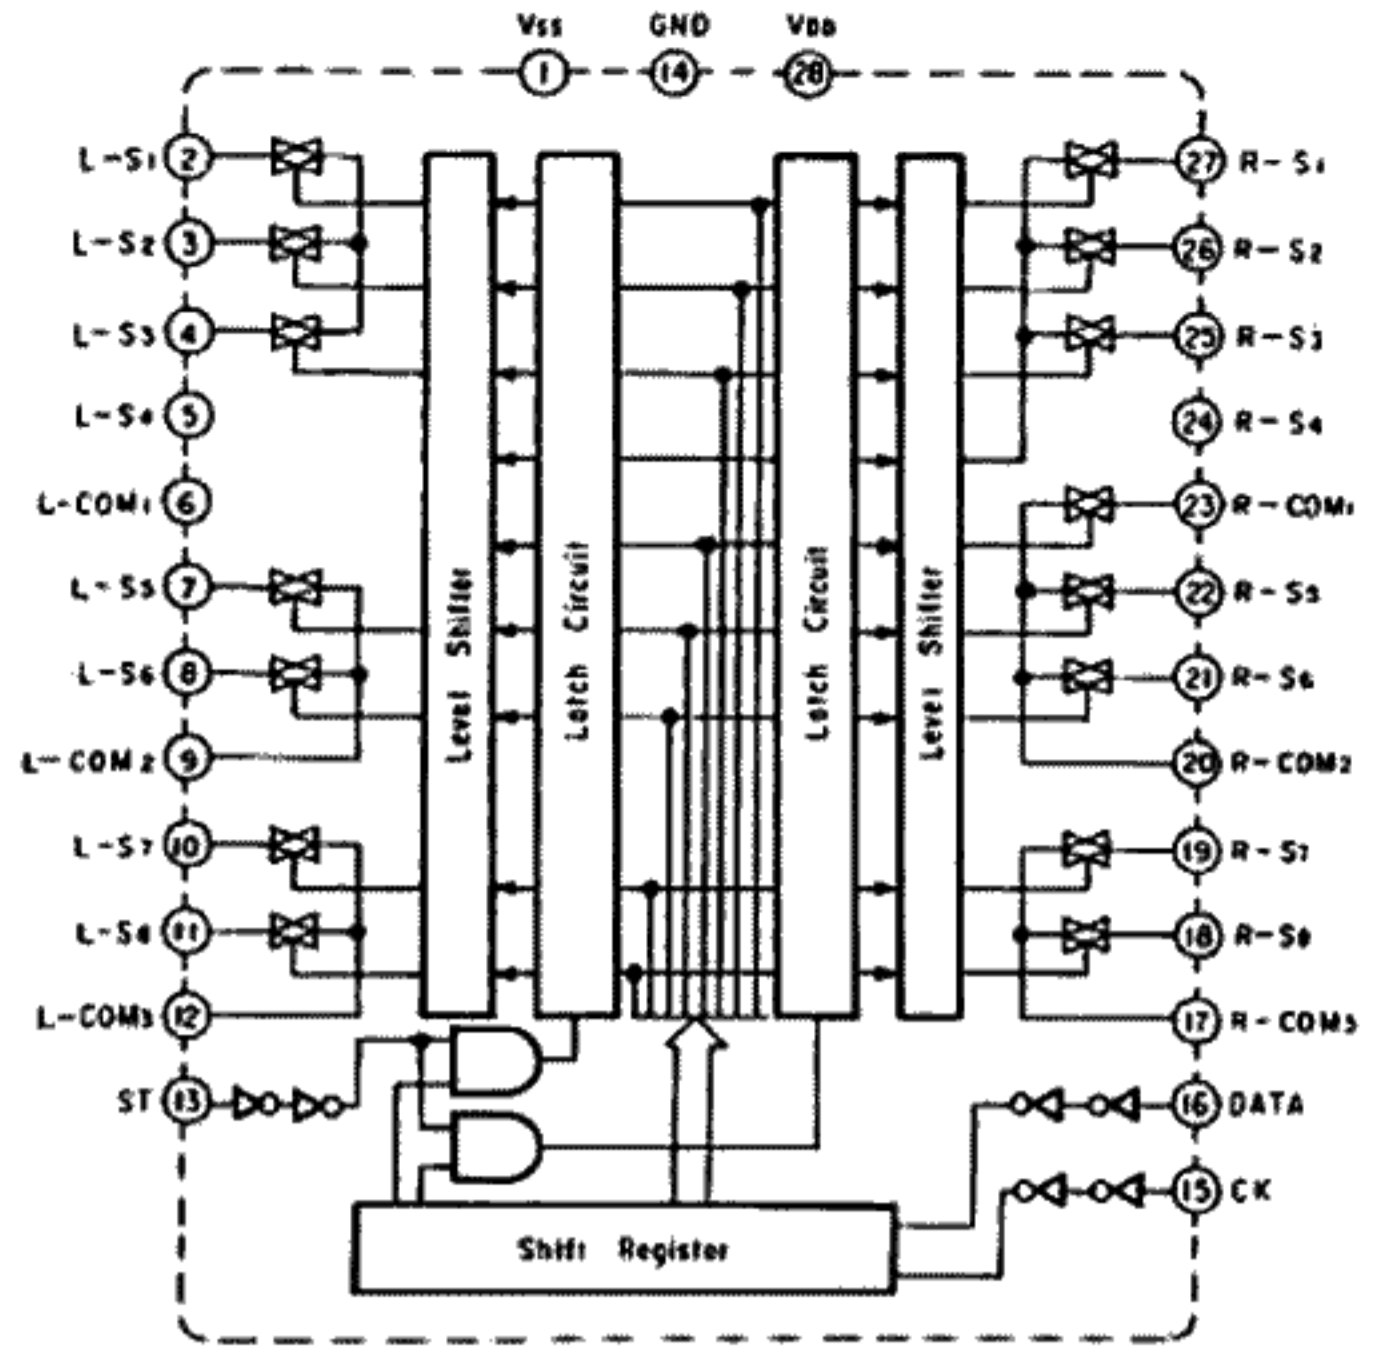 Vss GND VDD
1 14 28
L-S1 2 27 R-S1
L-S2 3 26 R-S2
L-S3 4 25 R-S3
L-S4 5 24 R-S4
L-COM1 6 23 R-COM1
L-S5 7 22 R-S5
L-S6 8 21 R-S6
L-COM2 9 20 R-COM2
L-S7 10 19 R-S7
L-S8 11 18 R-S8
L-COM3 12 17 R-COM3
ST 13 16 DATA
15 CK
Level Shifter
Latch Circuit
Latch Circuit
Level Shifter
Shift Register